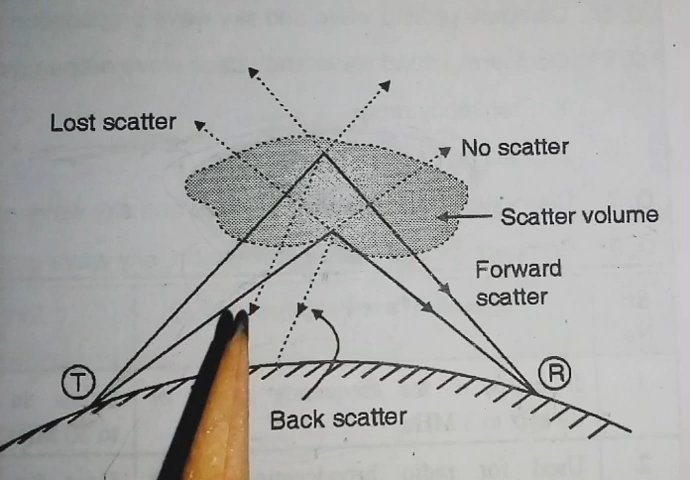 Lost scatter
No scatter
Scatter volume
Forward
scatter
T
R
Back scatter